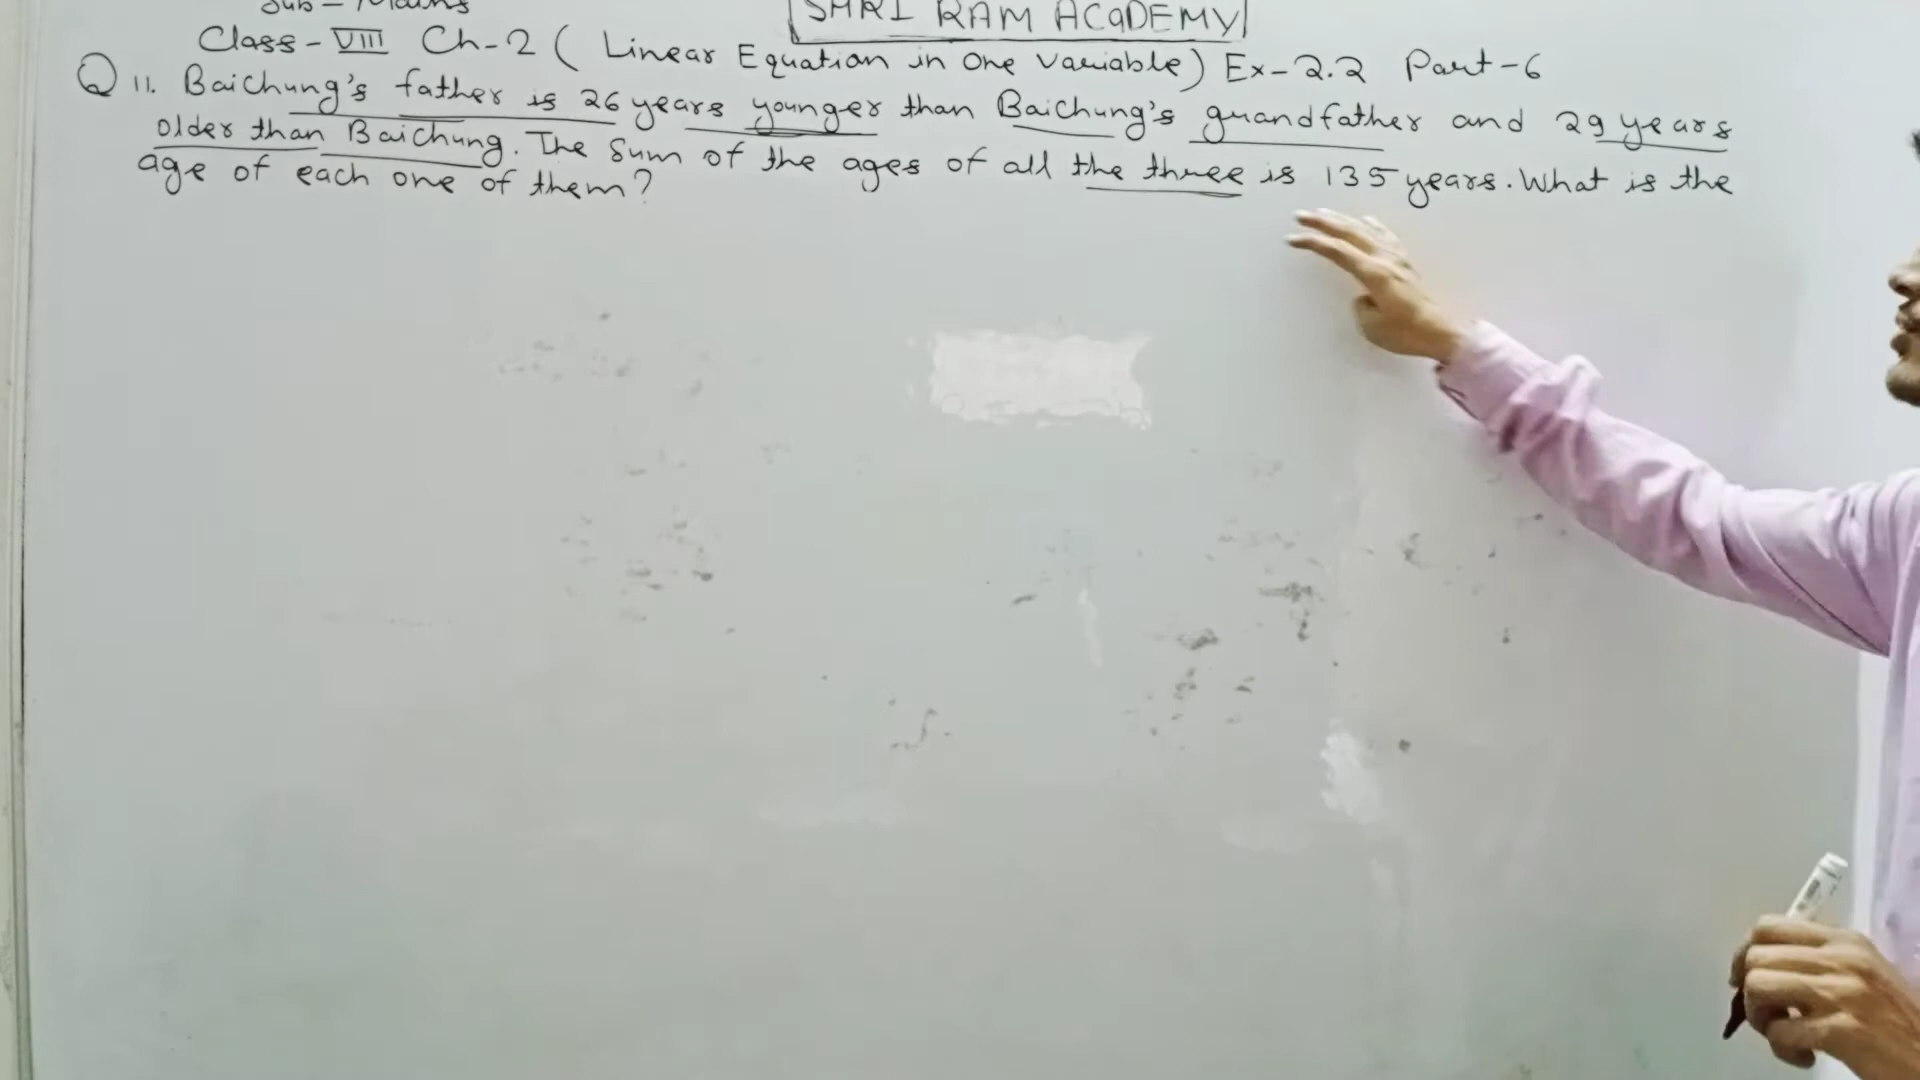 Sub - Maths
SHRI RAM ACADEMY
Class - VIII Ch-2 ( Linear Equation in One Variable) Ex-2.2 Part-6
Q 11. BaiChung's father is 26 years younger than BaiChung's grandfather and 29 years
older than BaiChung. The Sum of the ages of all the three is 135 years. What is the
age of each one of them?